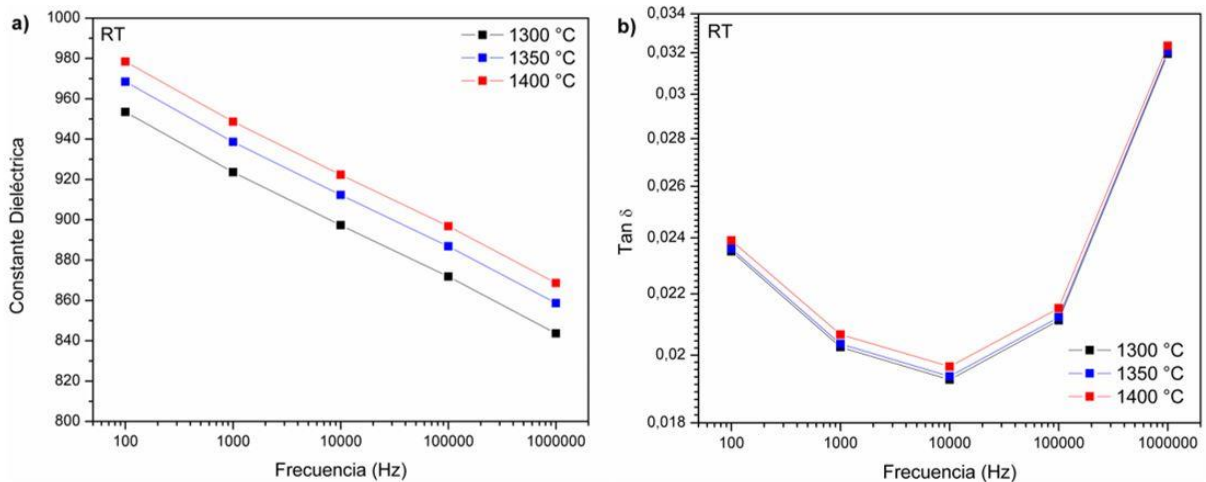 a)
RT
1300 °C
1350 °C
1400 °C
Constante Dieléctrica
1000
980
960
940
920
900
880
860
840
820
800
100
1000
10000
100000
1000000
Frecuencia (Hz)
b)
RT
Tan δ
0,034
0,032
0,03
0,028
0,026
0,024
0,022
0,02
0,018
1300 °C
1350 °C
1400 °C
100
1000
10000
100000
1000000
Frecuencia (Hz)